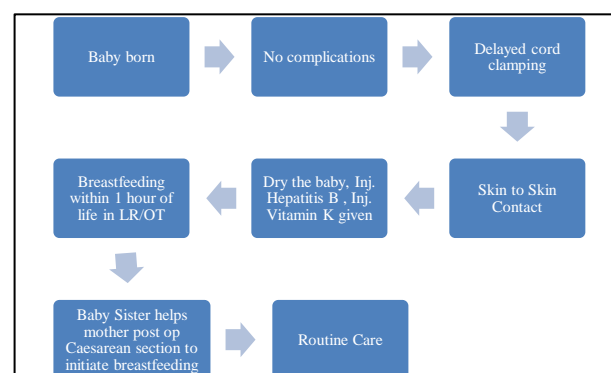 Baby born
No complications
Delayed cord
clamping
Skin to Skin
Contact
Dry the baby, Inj.
Hepatitis B , Inj.
Vitamin K given
Breastfeeding
within 1 hour of
life in LR/OT
Baby Sister helps
mother post op
Caesarean section to
initiate breastfeeding
Routine Care